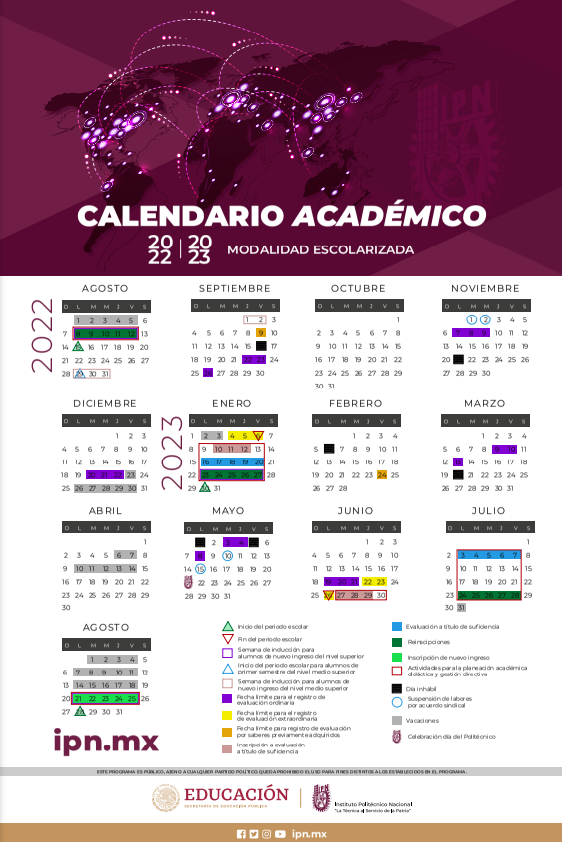 IPN
CALENDARIO ACADÉMICO
20 22 | 20 23 MODALIDAD ESCOLARIZADA
2022
AGOSTO
D L M M J V S
1 2 3 4 5 6
7 8 9 10 11 12 13
14 15 16 17 18 19 20
21 22 23 24 25 26 27
28 29 30 31
SEPTIEMBRE
D L M M J V S
1 2 3
4 5 6 7 8 9 10
11 12 13 14 15 17
18 19 20 21 22 23 24
25 26 27 28 29 30
OCTUBRE
D L M M J V S
1
2 3 4 5 6 7 8
9 10 11 12 13 14 15
16 17 18 19 20 21 22
23 24 25 26 27 28 29
30 31
NOVIEMBRE
D L M M J V S
1 2 3 4 5
6 7 8 9 10 11 12
13 14 15 16 17 18 19
20 22 23 24 25 26
27 28 29 30
DICIEMBRE
D L M M J V S
1 2 3
4 5 6 7 8 9 10
11 12 13 14 15 16 17
18 19 20 21 22 23 24
25 26 27 28 29 30 31
2023
ENERO
D L M M J V S
1 2 3 4 5 6 7
8 9 10 11 12 13 14
15 16 17 18 19 20 21
22 23 24 25 26 27 28
29 30 31
FEBRERO
D L M M J V S
1 2 3 4
5 7 8 9 10 11
12 13 14 15 16 17 18
19 20 21 22 23 24 25
26 27 28
MARZO
D L M M J V S
1 2 3 4
5 6 7 8 9 10 11
12 13 14 15 16 17 18
19 21 22 23 24 25
26 27 28 29 30 31
ABRIL
D L M M J V S
1
2 3 4 5 6 7 8
9 10 11 12 13 14 15
16 17 18 19 20 21 22
23 24 25 26 27 28 29
30
MAYO
D L M M J V S
2 3 4 6
7 8 9 10 11 12 13
14 15 16 17 18 19 20
22 23 24 25 26 27
28 29 30 31
JUNIO
D L M M J V S
1 2 3
4 5 6 7 8 9 10
11 12 13 14 15 16 17
18 19 20 21 22 23 24
25 26 27 28 29 30
JULIO
D L M M J V S
1
2 3 4 5 6 7 8
9 10 11 12 13 14 15
16 17 18 19 20 21 22
23 24 25 26 27 28 29
30 31
AGOSTO
D L M M J V S
1 2 3 4 5
6 7 8 9 10 11 12
13 14 15 16 17 18 19
20 21 22 23 24 25 26
27 28 29 30 31
Inicio del periodo escolar
Fin del periodo escolar
Semana de inducción para
alumnos de nuevo ingreso del nivel superior
Inicio del periodo escolar para alumnos de
primer semestre del nivel medio superior
Semana de inducción para alumnos de
nuevo ingreso del nivel medio superior
Fecha límite para el registro de
evaluación ordinaria
Fecha límite para el registro
de evaluación extraordinaria
Fecha límite para registro de evaluación
por saberes previamente adquiridos
Inscripción a evaluación
a título de suficiencia
Evaluación a título de suficiencia
Reinscripciones
Inscripción de nuevo ingreso
Actividades para la planeación académica
didáctica y gestión directiva
Día inhábil
Suspensión de labores
por acuerdo sindical
Vacaciones
Celebración día del Politécnico
ipn.mx
ESTE PROGRAMA ES PÚBLICO, AJENO A CUALQUIER PARTIDO POLÍTICO. QUEDA PROHIBIDO EL USO PARA FINES DISTINTOS A LOS ESTABLECIDOS EN EL PROGRAMA.
EDUCACIÓN
SECRETARÍA DE EDUCACIÓN PÚBLICA
Instituto Politécnico Nacional
"La Técnica al Servicio de la Patria"
ipn.mx